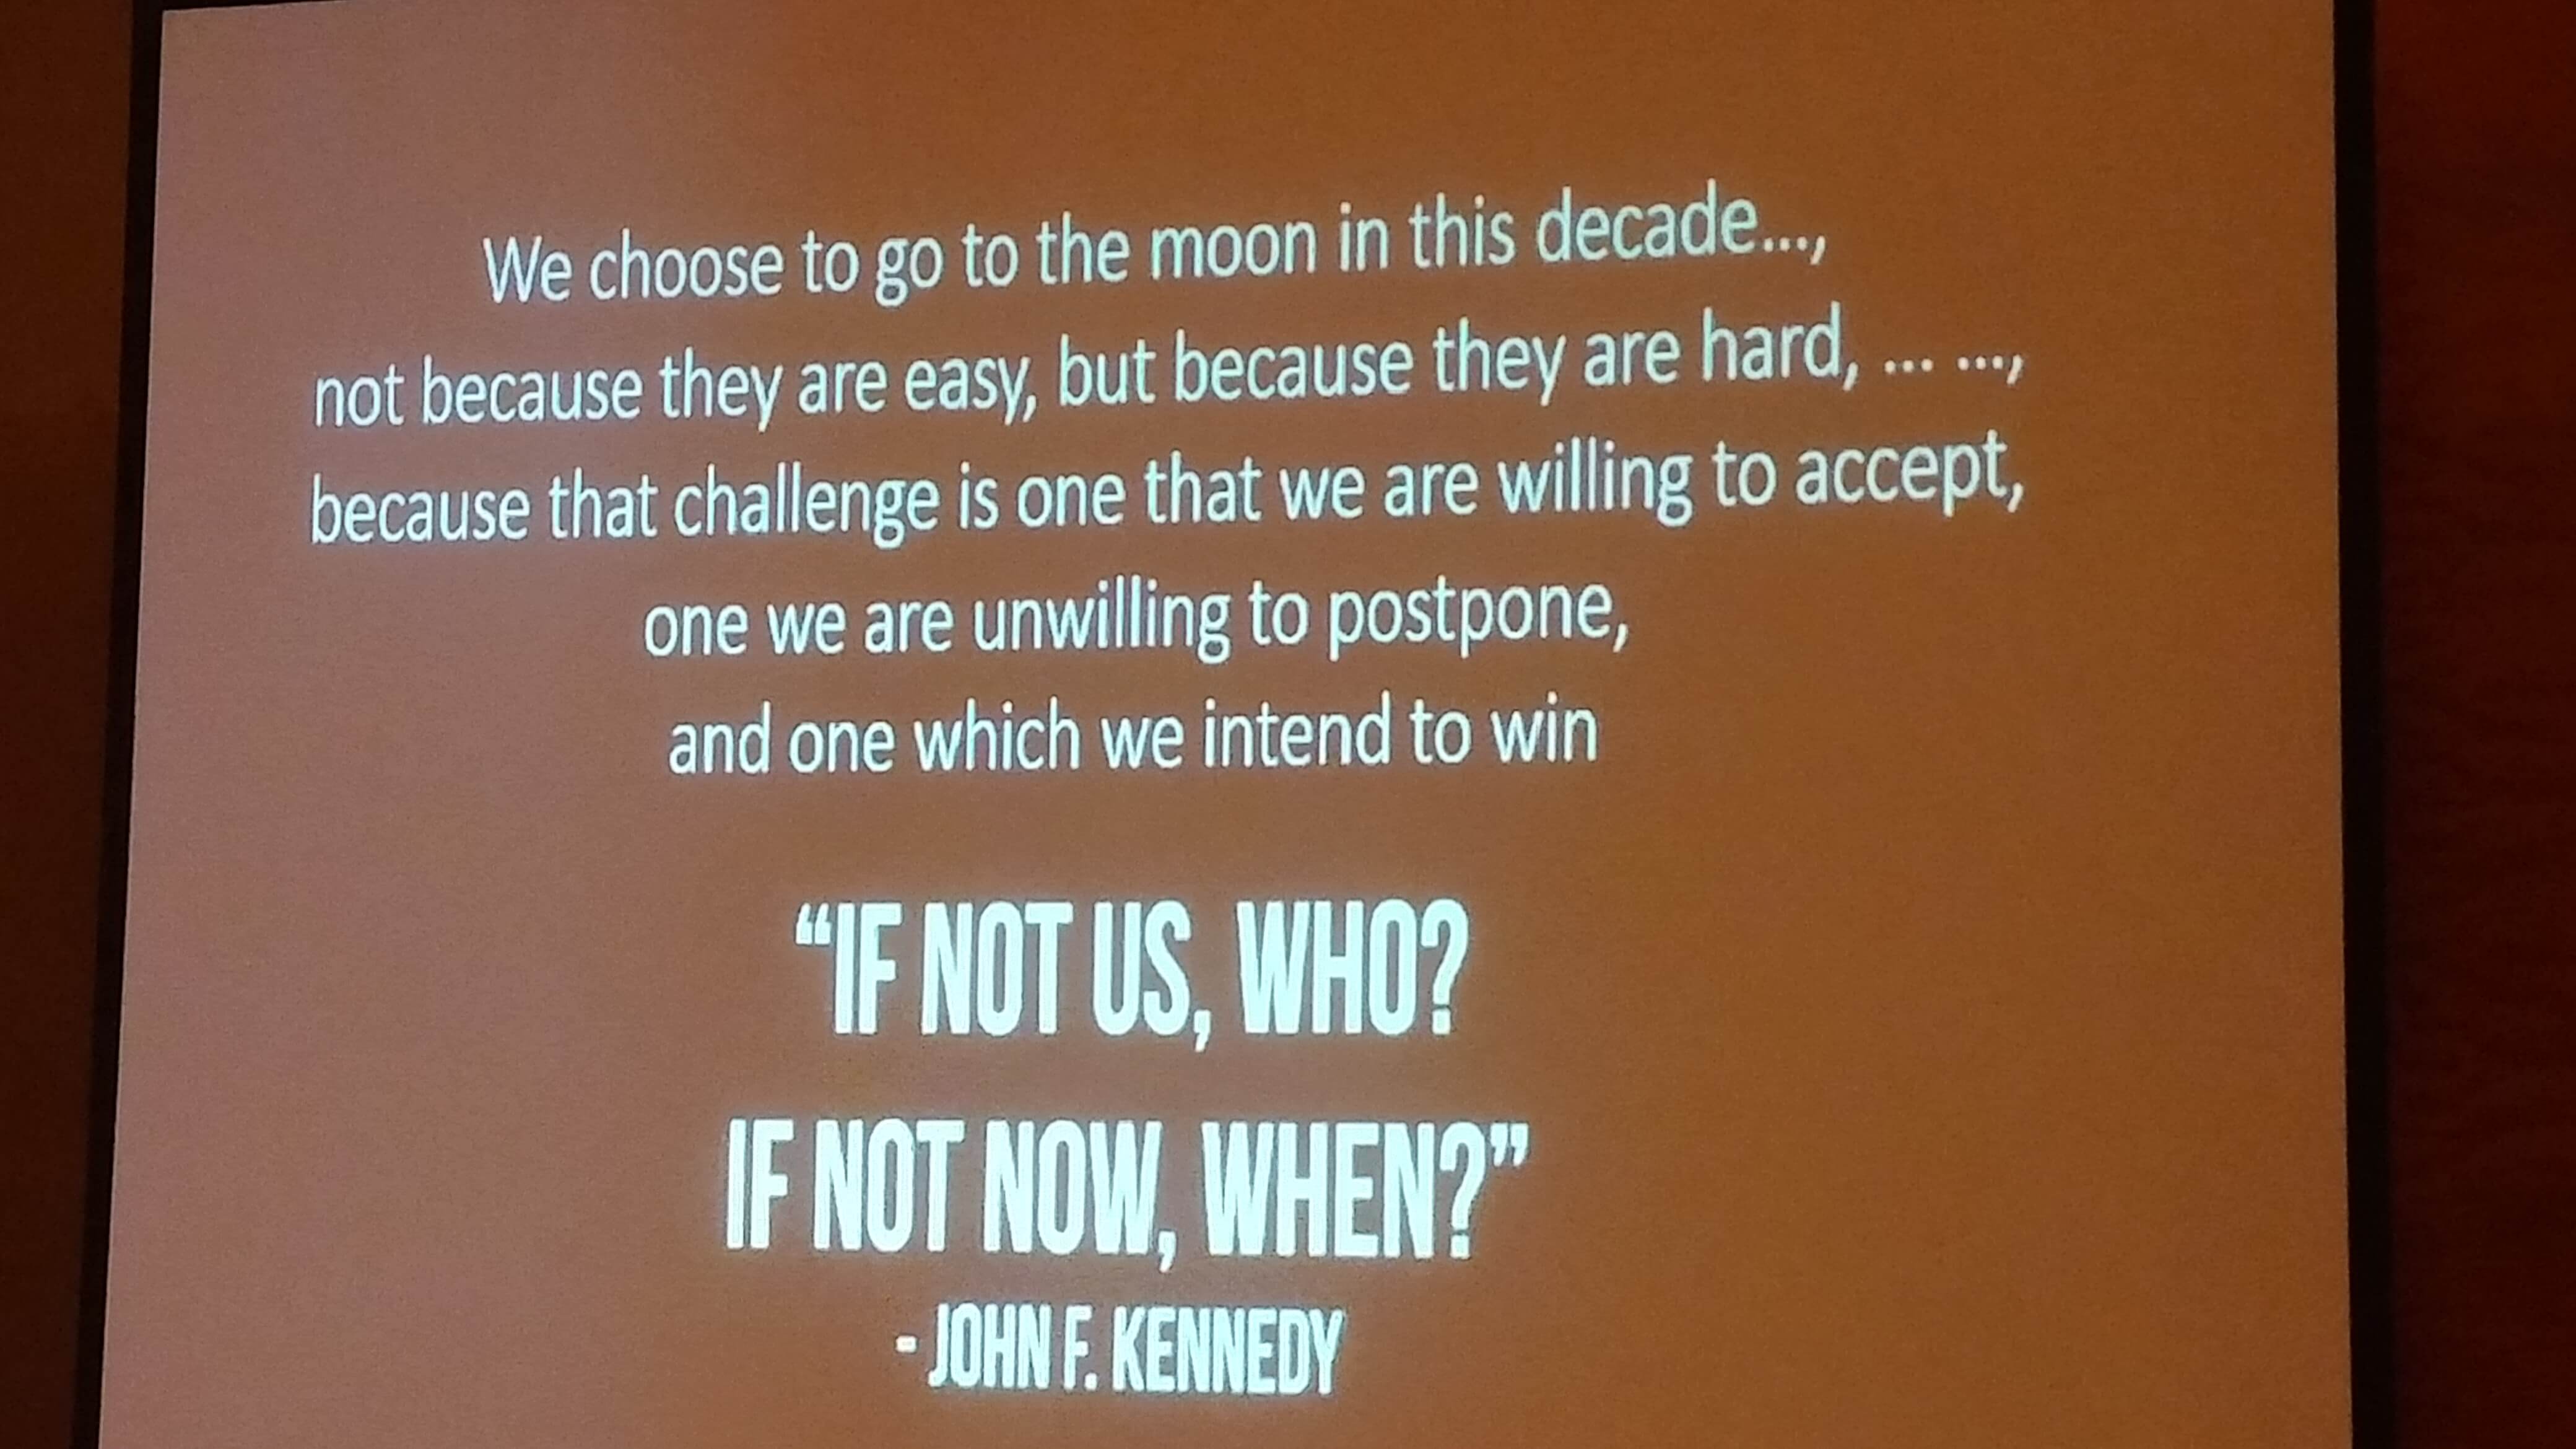 We choose to go to the moon in this decade...,
not because they are easy, but because they are hard, ... ...,
because that challenge is one that we are willing to accept,
one we are unwilling to postpone,
and one which we intend to win
“IF NOT US, WHO?
IF NOT NOW, WHEN?”
- JOHN F. KENNEDY